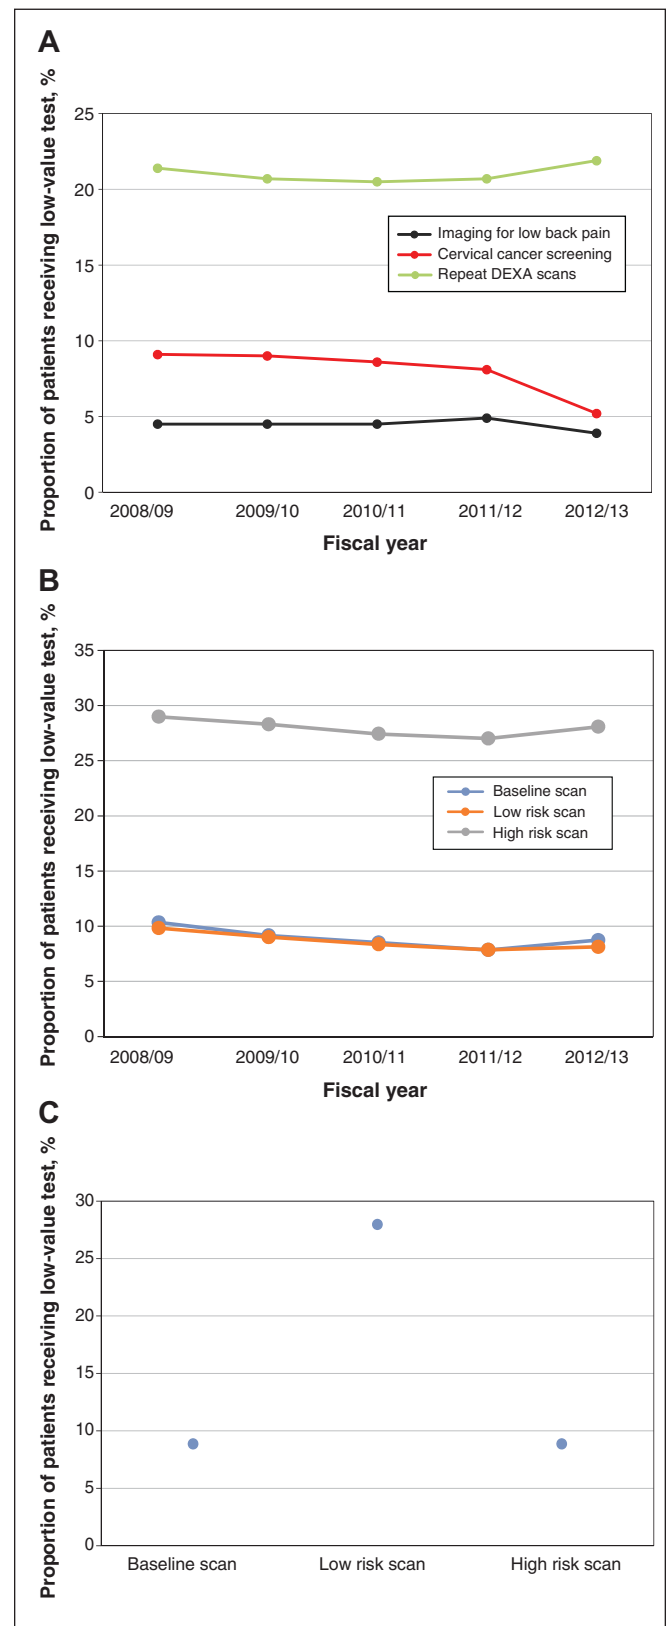 A
Proportion of patients receiving low-value test, %
25
20
15
10
5
0
Imaging for low back pain
Cervical cancer screening
Repeat DEXA scans
2008/09 2009/10 2010/11 2011/12 2012/13
Fiscal year
B
Proportion of patients receiving low-value test, %
35
30
25
20
15
10
5
0
Baseline scan
Low risk scan
High risk scan
2008/09 2009/10 2010/11 2011/12 2012/13
Fiscal year
C
Proportion of patients receiving low-value test, %
30
25
20
15
10
5
0
Baseline scan Low risk scan High risk scan